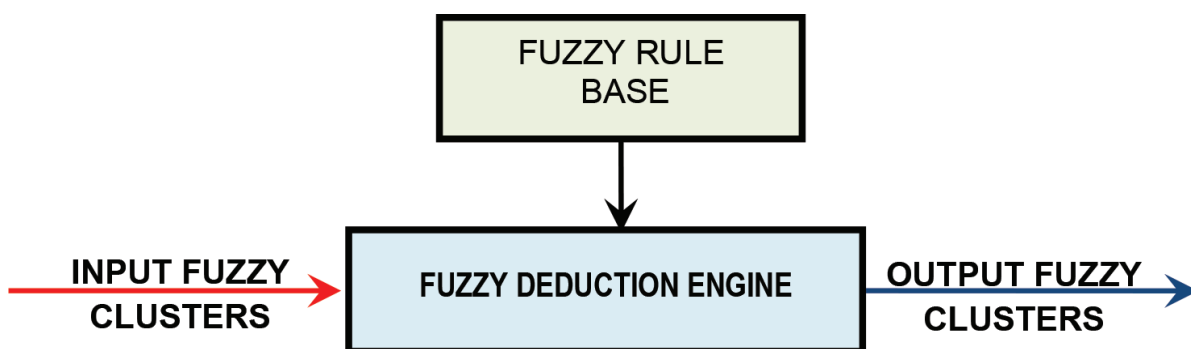 FUZZY RULE
BASE
INPUT FUZZY
CLUSTERS
FUZZY DEDUCTION ENGINE
OUTPUT FUZZY
CLUSTERS